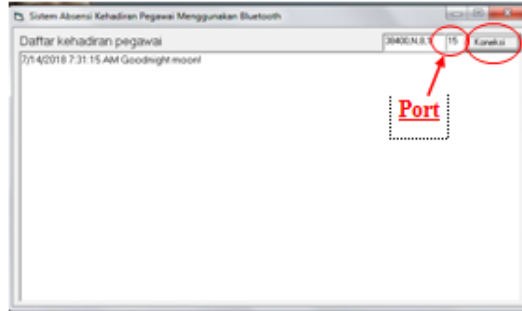 Sistem Absensi Kehadiran Pegawai Menggunakan Bluetooth
Daftar kehadiran pegawai 38400,N,8,1 15 Koneksi
7/14/2018 7:31:15 AM Goodnight moon!
Port